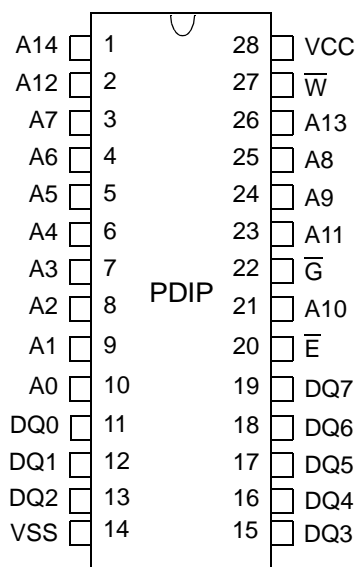 A14 1 28 VCC
A12 2 27 W̅
A7 3 26 A13
A6 4 25 A8
A5 5 24 A9
A4 6 23 A11
A3 7 22 G̅
PDIP
A2 8 21 A10
A1 9 20 E̅
A0 10 19 DQ7
DQ0 11 18 DQ6
DQ1 12 17 DQ5
DQ2 13 16 DQ4
VSS 14 15 DQ3